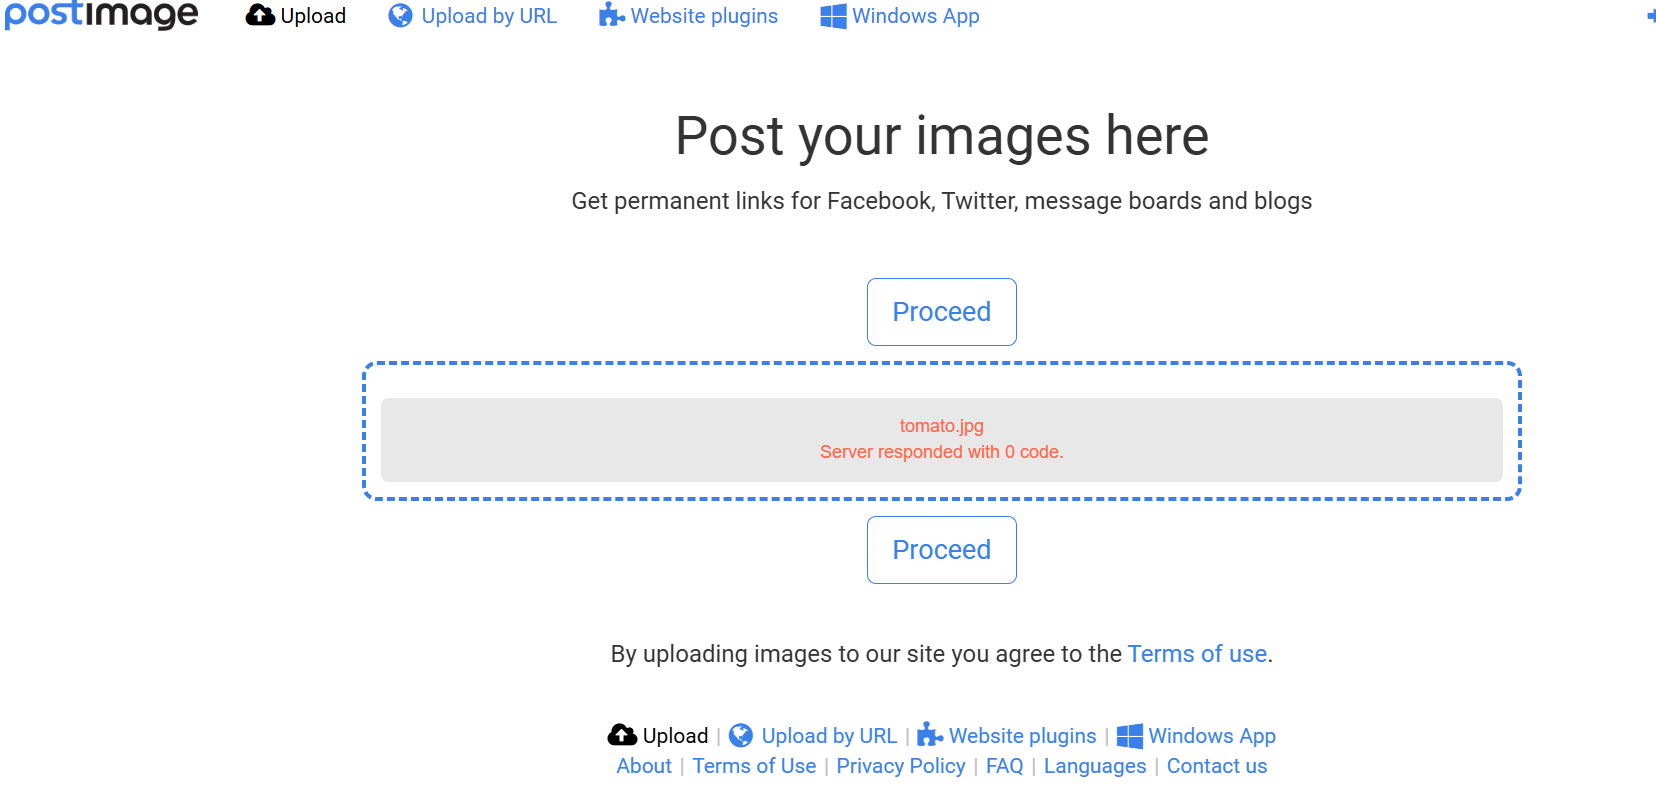 postimage Upload Upload by URL Website plugins Windows App
Post your images here
Get permanent links for Facebook, Twitter, message boards and blogs
Proceed
tomato.jpg
Server responded with 0 code.
Proceed
By uploading images to our site you agree to the Terms of use.
Upload | Upload by URL | Website plugins | Windows App
About | Terms of Use | Privacy Policy | FAQ | Languages | Contact us